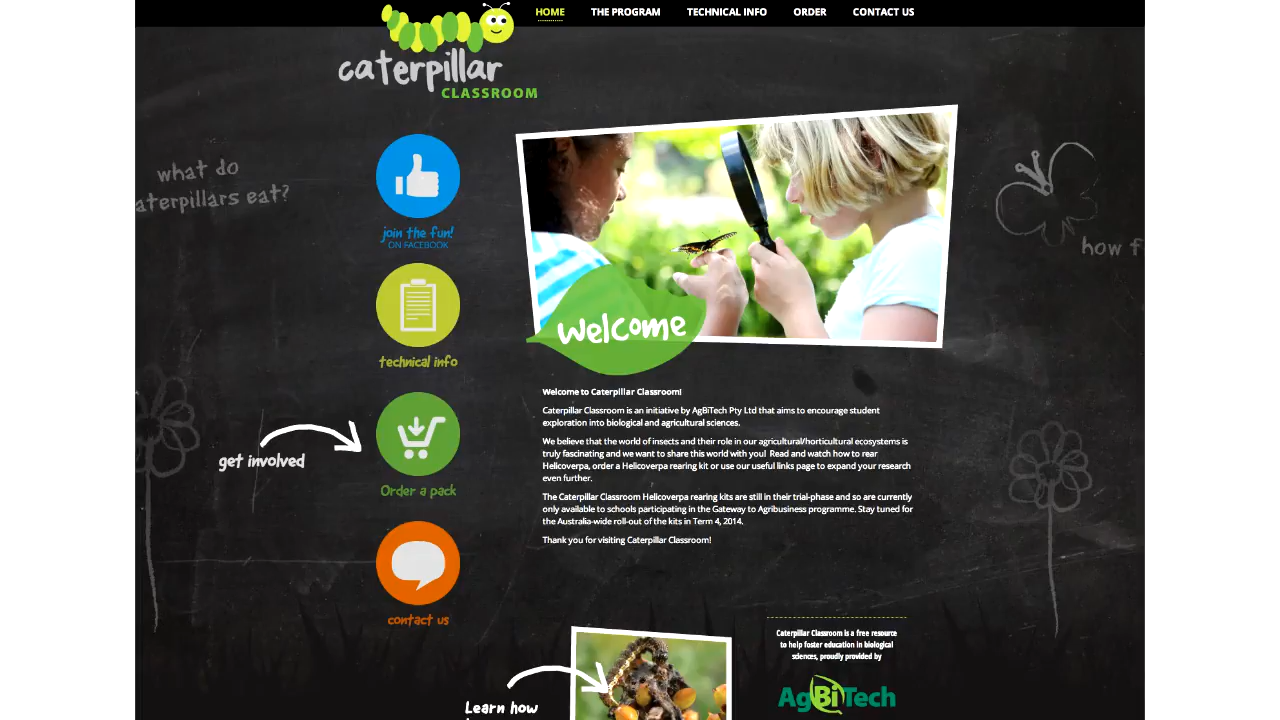 HOME THE PROGRAM TECHNICAL INFO ORDER CONTACT US
caterpillar
CLASSROOM
what do
aterpillars eat?
how f
join the fun!
ON FACEBOOK
technical info
get involved
Order a pack
contact us
Welcome
Welcome to Caterpillar Classroom!
Caterpillar Classroom is an initiative by AgBiTech Pty Ltd that aims to encourage student
exploration into biological and agricultural sciences.
We believe that the world of insects and their role in our agricultural/horticultural ecosystems is
truly fascinating and we want to share this world with you!  Read and watch how to rear
Helicoverpa, order a Helicoverpa rearing kit or use our useful links page to expand your research
even further.
The Caterpillar Classroom Helicoverpa rearing kits are still in their trial-phase and so are currently
only available to schools participating in the Gateway to Agribusiness programme. Stay tuned for
the Australia-wide roll-out of the kits in Term 4, 2014.
Thank you for visiting Caterpillar Classroom!
Learn how
Caterpillar Classroom is a free resource
to help foster education in biological
sciences, proudly provided by
AgBiTech